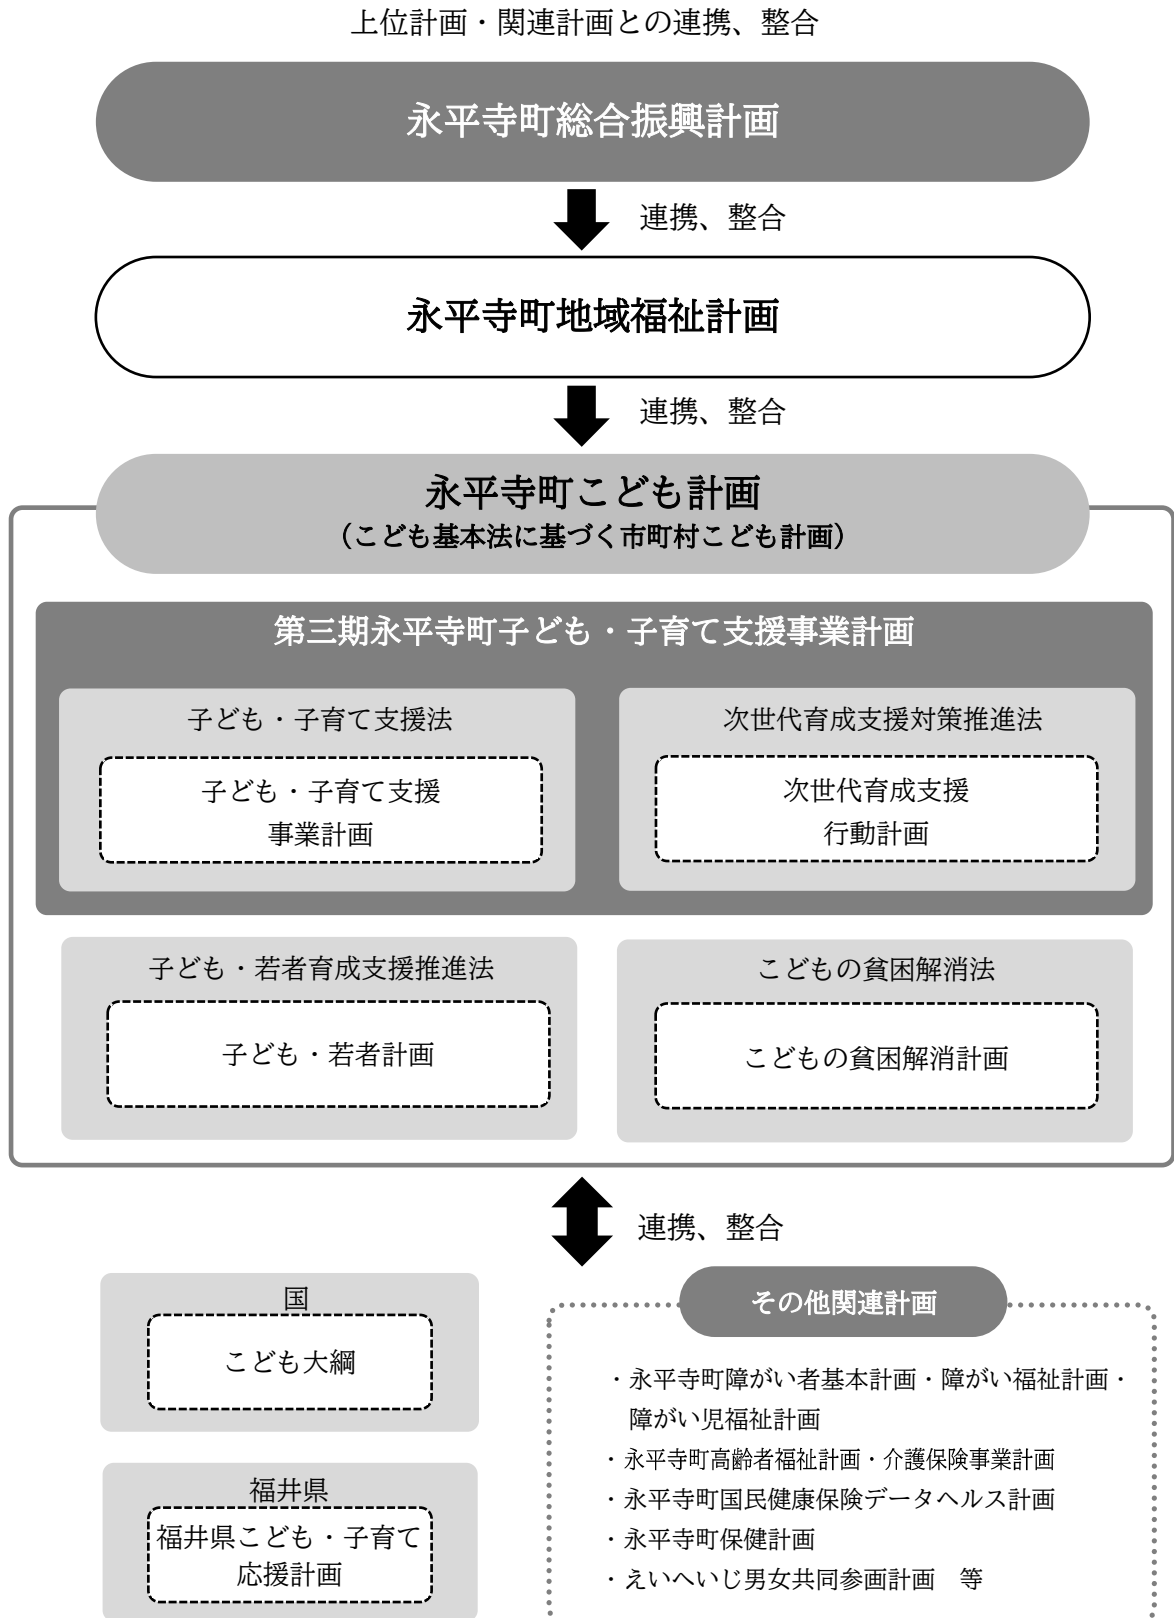 上位計画・関連計画との連携、整合
永平寺町総合振興計画
連携、整合
永平寺町地域福祉計画
連携、整合
永平寺町こども計画
（こども基本法に基づく市町村こども計画）
第三期永平寺町子ども・子育て支援事業計画
子ども・子育て支援法
子ども・子育て支援
事業計画
次世代育成支援対策推進法
次世代育成支援
行動計画
子ども・若者育成支援推進法
子ども・若者計画
こどもの貧困解消法
こどもの貧困解消計画
連携、整合
国
こども大綱
福井県
福井県こども・子育て
応援計画
その他関連計画
・永平寺町障がい者基本計画・障がい福祉計画・
障がい児福祉計画
・永平寺町高齢者福祉計画・介護保険事業計画
・永平寺町国民健康保険データヘルス計画
・永平寺町保健計画
・えいへいじ男女共同参画計画　等